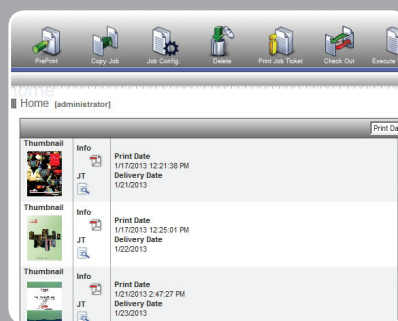 PrePrint Copy Job Job Config. Delete Print Job Ticket Check Out Execute
Home
Home [administrator]
Print Da
Thumbnail Info
Print Date
1/17/2013 12:21:38 PM
JT Delivery Date
1/21/2013
Thumbnail Info
Print Date
1/17/2013 12:25:01 PM
JT Delivery Date
1/22/2013
Thumbnail Info
Print Date
1/21/2013 2:47:27 PM
JT Delivery Date
1/23/2013